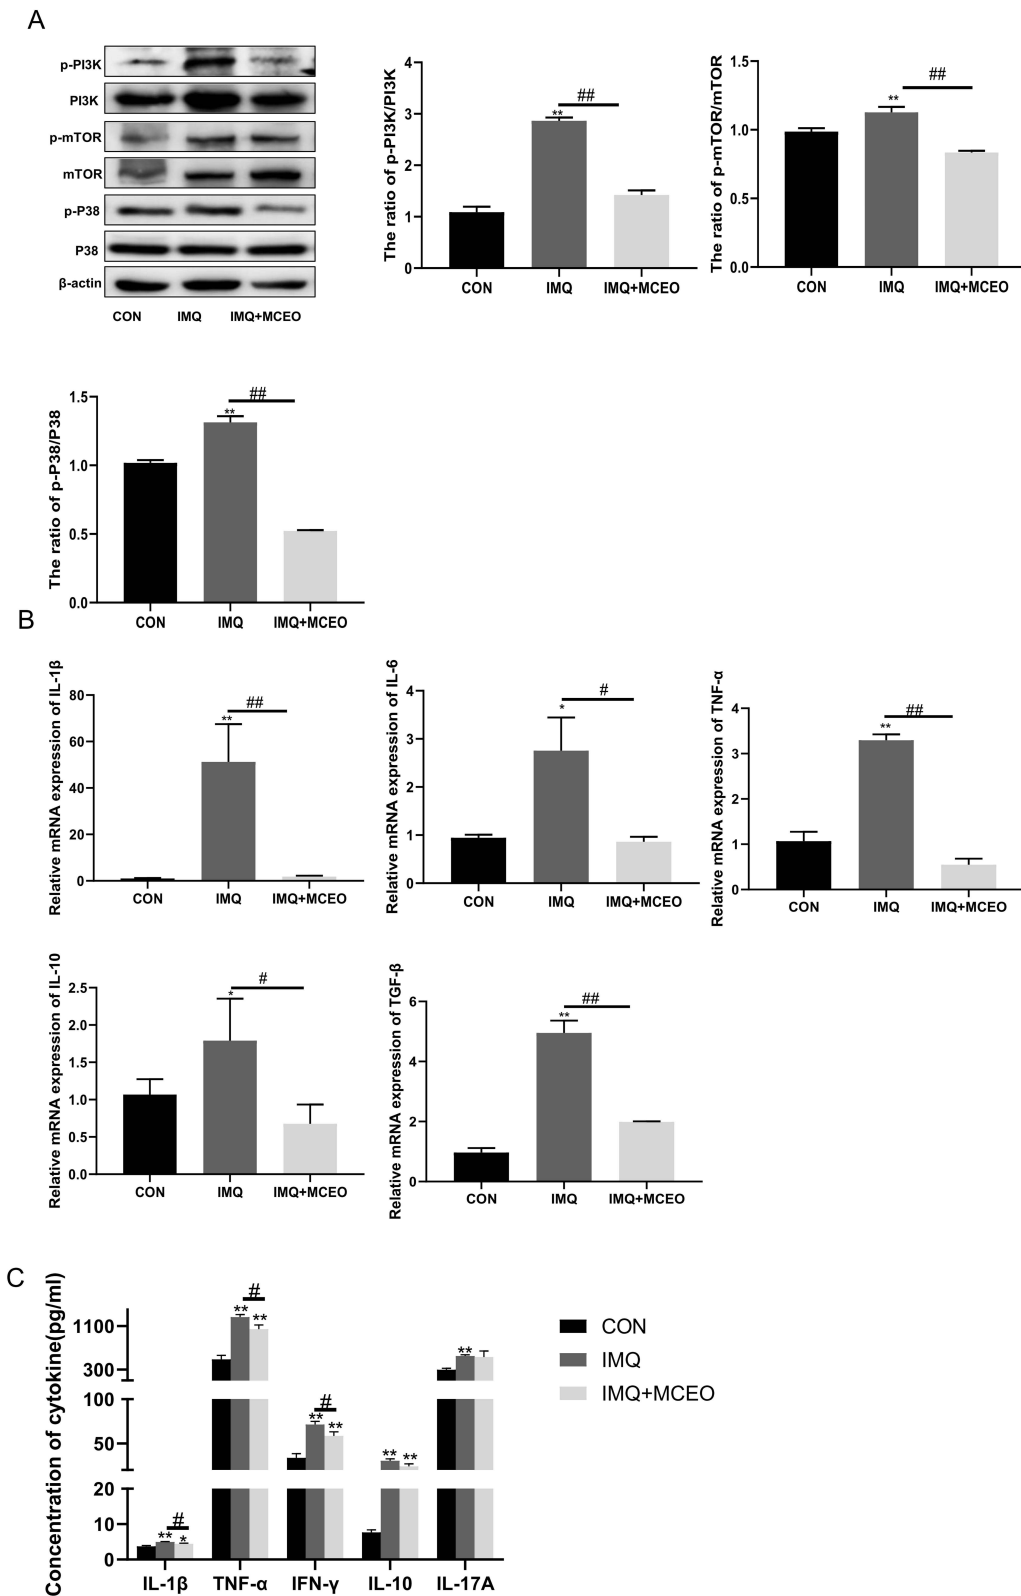 A
p-PI3K
PI3K
p-mTOR
mTOR
p-P38
P38
β-actin
CON IMQ IMQ+MCEO
The ratio of p-PI3K/PI3K
4
3
2
1
0
##
**
CON IMQ IMQ+MCEO
The ratio of p-mTOR/mTOR
1.5
1.0
0.5
0.0
##
**
CON IMQ IMQ+MCEO
The ratio of p-P38/P38
1.5
1.0
0.5
0.0
##
**
CON IMQ IMQ+MCEO
B
Relative mRNA expression of IL-1β
80
60
40
20
0
##
**
CON IMQ IMQ+MCEO
Relative mRNA expression of IL-6
4
3
2
1
0
#
*
CON IMQ IMQ+MCEO
Relative mRNA expression of TNF-α
4
3
2
1
0
##
**
CON IMQ IMQ+MCEO
Relative mRNA expression of IL-10
2.5
2.0
1.5
1.0
0.5
0.0
#
*
CON IMQ IMQ+MCEO
Relative mRNA expression of TGF-β
6
4
2
0
##
**
CON IMQ IMQ+MCEO
C
Concentration of cytokine(pg/ml)
1100
300
100
50
20
10
0
#
** *
#
** **
#
** **
** **
**
IL-1β TNF-α IFN-γ IL-10 IL-17A
CON
IMQ
IMQ+MCEO